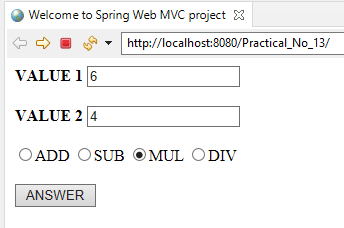 Welcome to Spring Web MVC project
http://localhost:8080/Practical_No_13/
VALUE 1 6
VALUE 2 4
ADD SUB MUL DIV
ANSWER